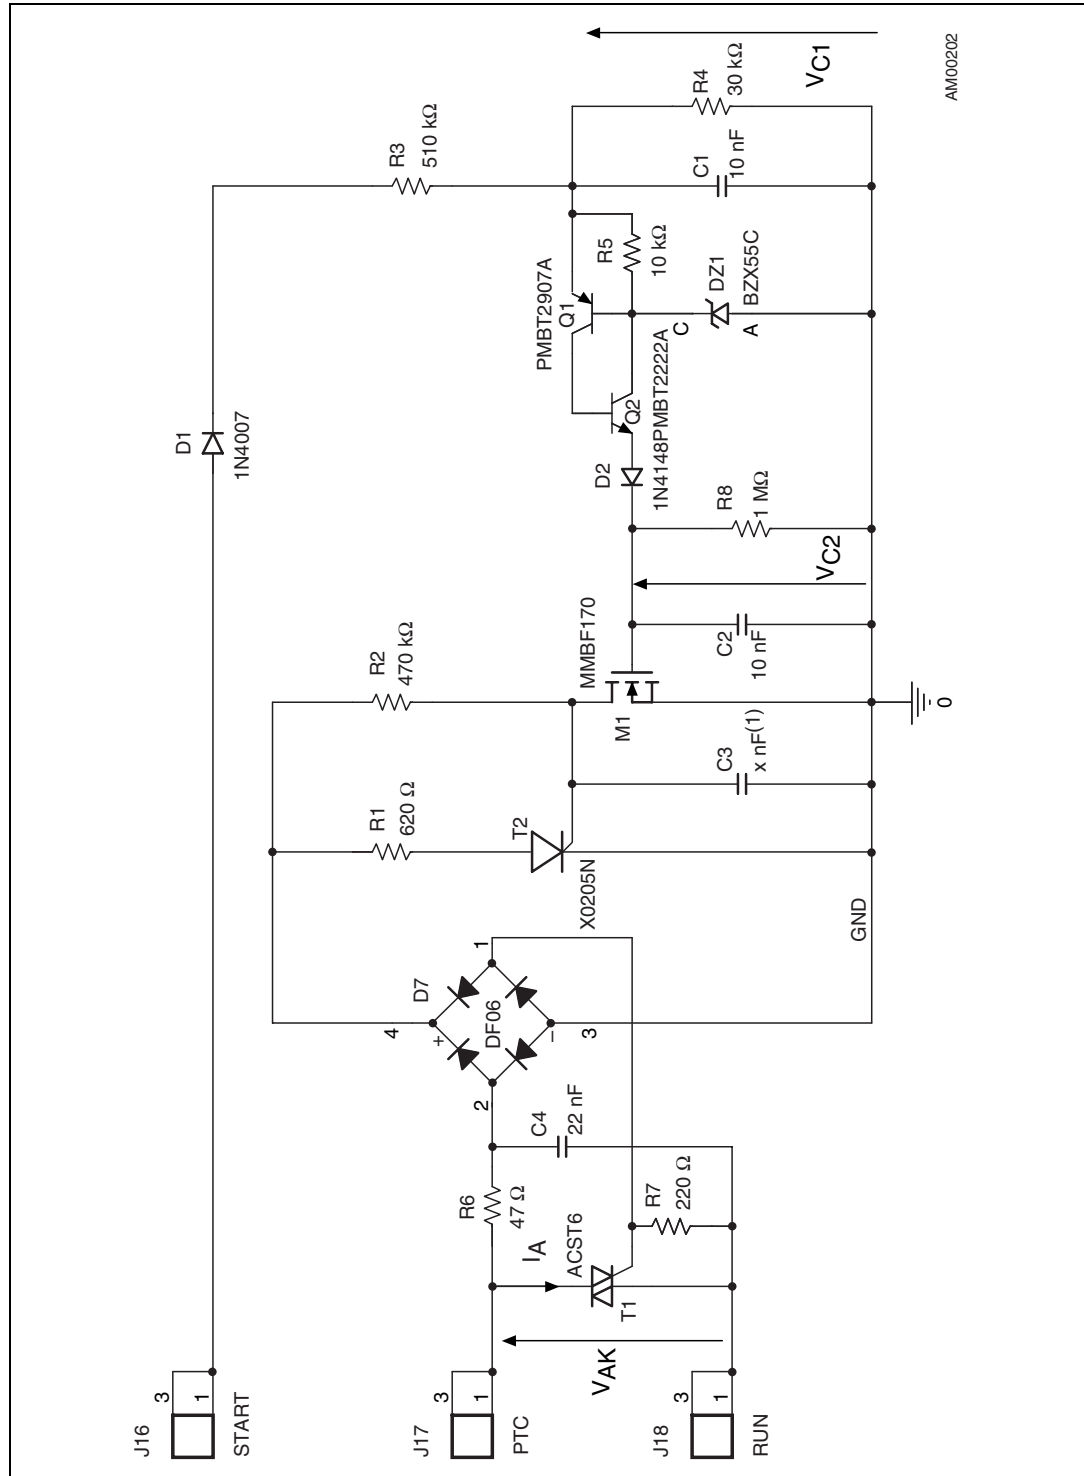 J16
3
1
START
D1
1N4007
R3
510 kΩ
J17
3
1
PTC
VAK
IA
R6
47 Ω
T1
ACST6
R7
220 Ω
C4
22 nF
2
4
+
DF06
–
D7
1
3
R1
620 Ω
T2
X0205N
R2
470 kΩ
MMBF170
M1
C3
x nF(1)
C2
10 nF
VC2
R8
1 MΩ
D2
1N4148
Q2
PMBT2222A
PMBT2907A
Q1
R5
10 kΩ
C
DZ1
A
BZX55C
C1
10 nF
R4
30 kΩ
VC1
GND
0
J18
3
1
RUN
AM00202